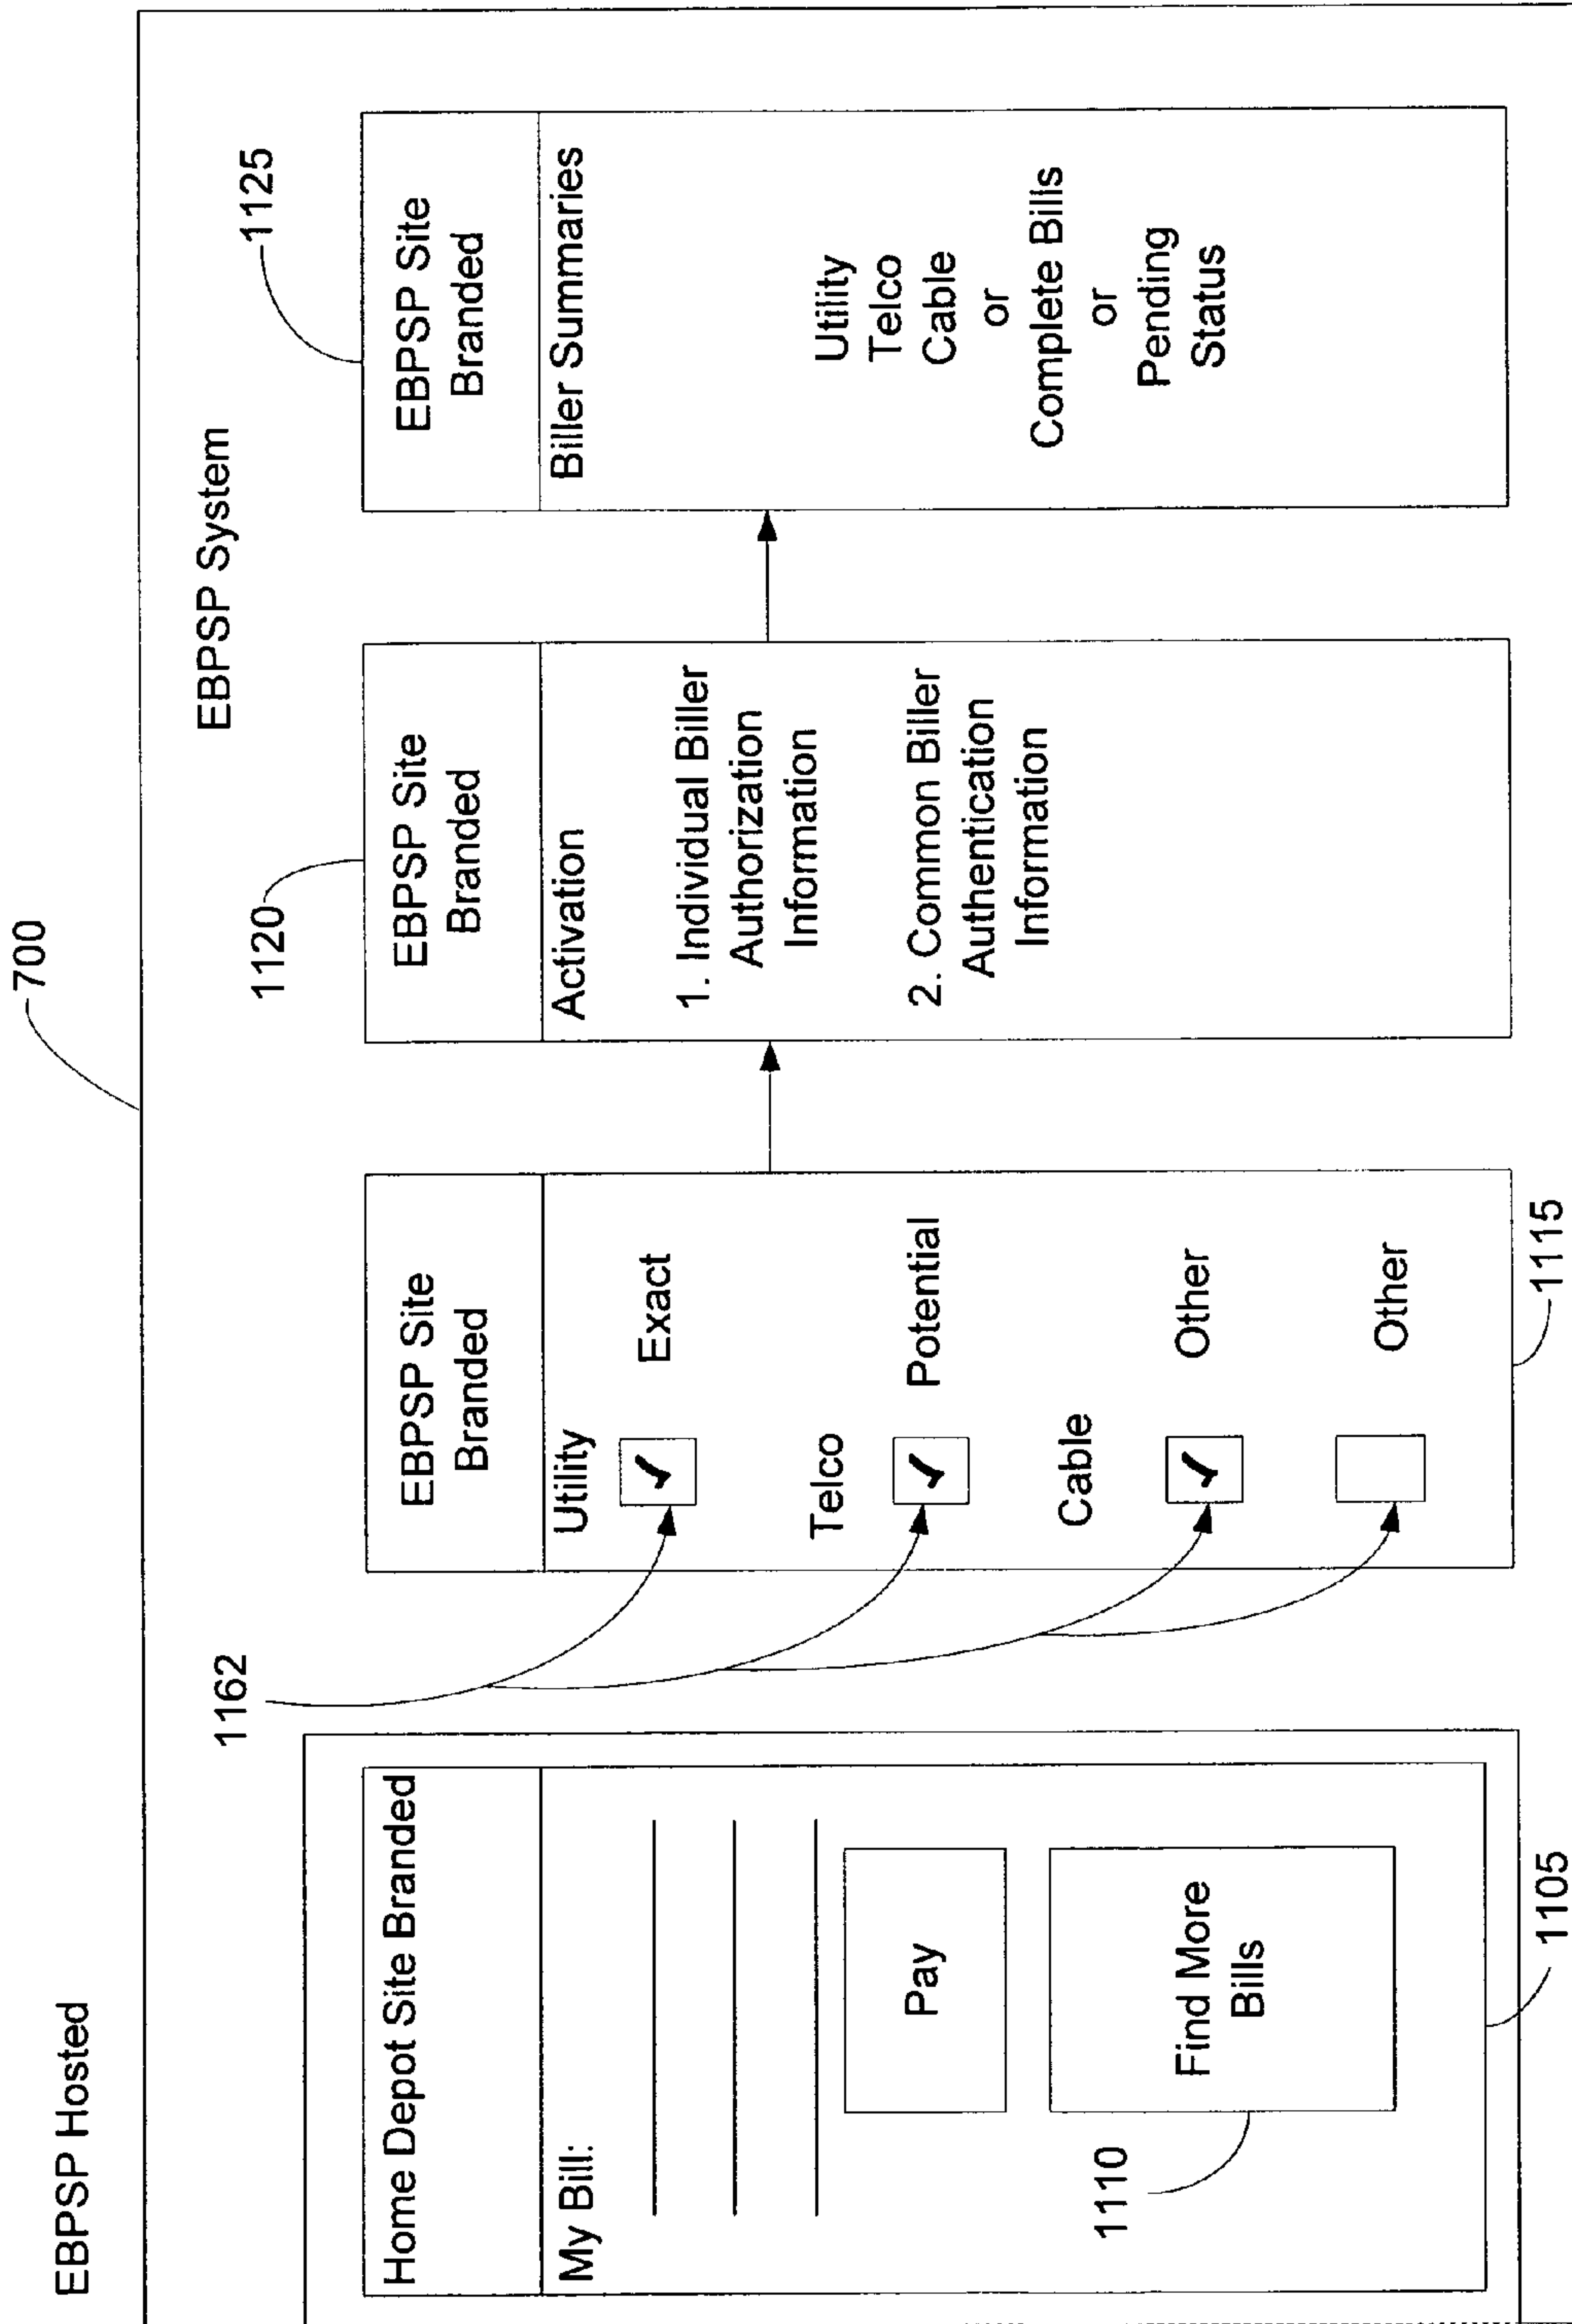 EBPSP Hosted
700
EBPSP System
Home Depot Site Branded
My Bill:
Pay
Find More
Bills
1110
1105
1162
EBPSP Site
Branded
Utility
Exact
Telco
Potential
Cable
Other
Other
1115
1120
EBPSP Site
Branded
Activation
1. Individual Biller
Authorization
Information
2. Common Biller
Authentication
Information
1125
EBPSP Site
Branded
Biller Summaries
Utility
Telco
Cable
or
Complete Bills
or
Pending
Status